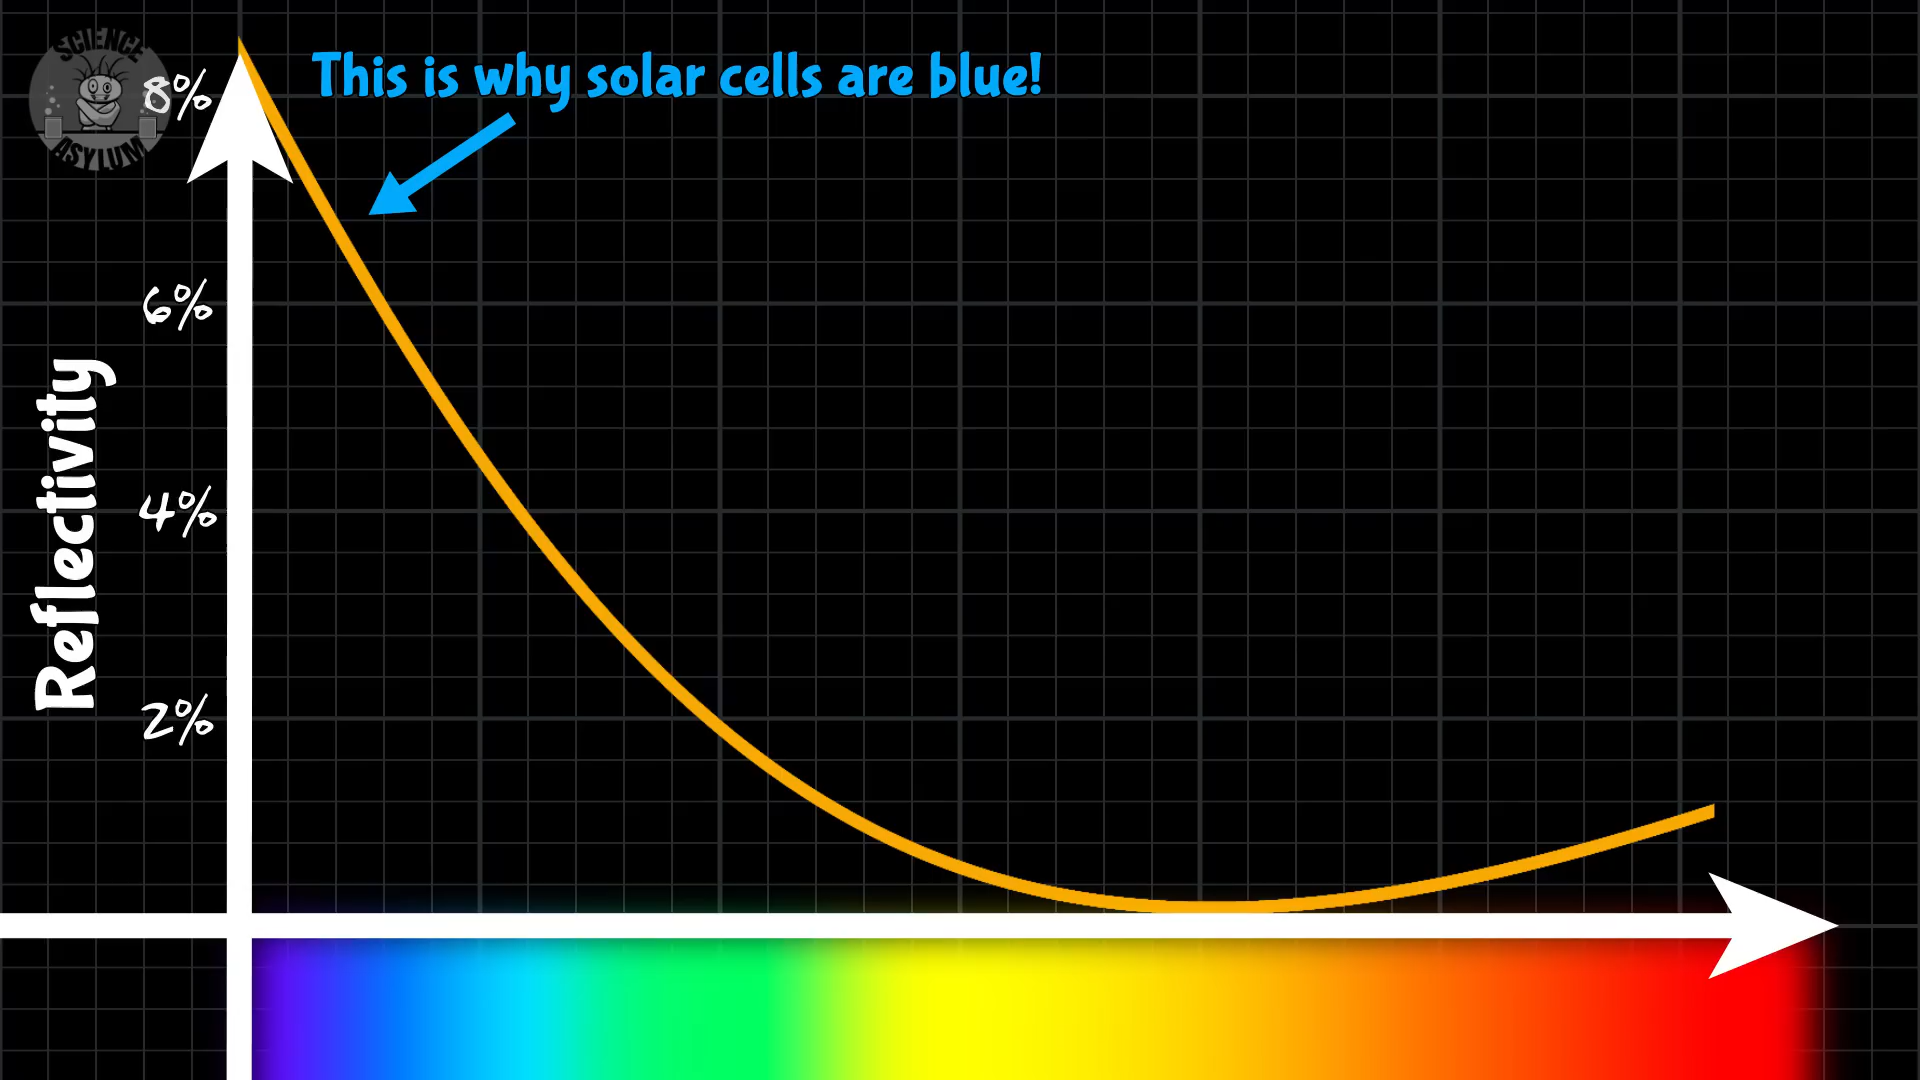 SCIENCE
ASYLUM
This is why solar cells are blue!
8%
6%
4%
2%
Reflectivity